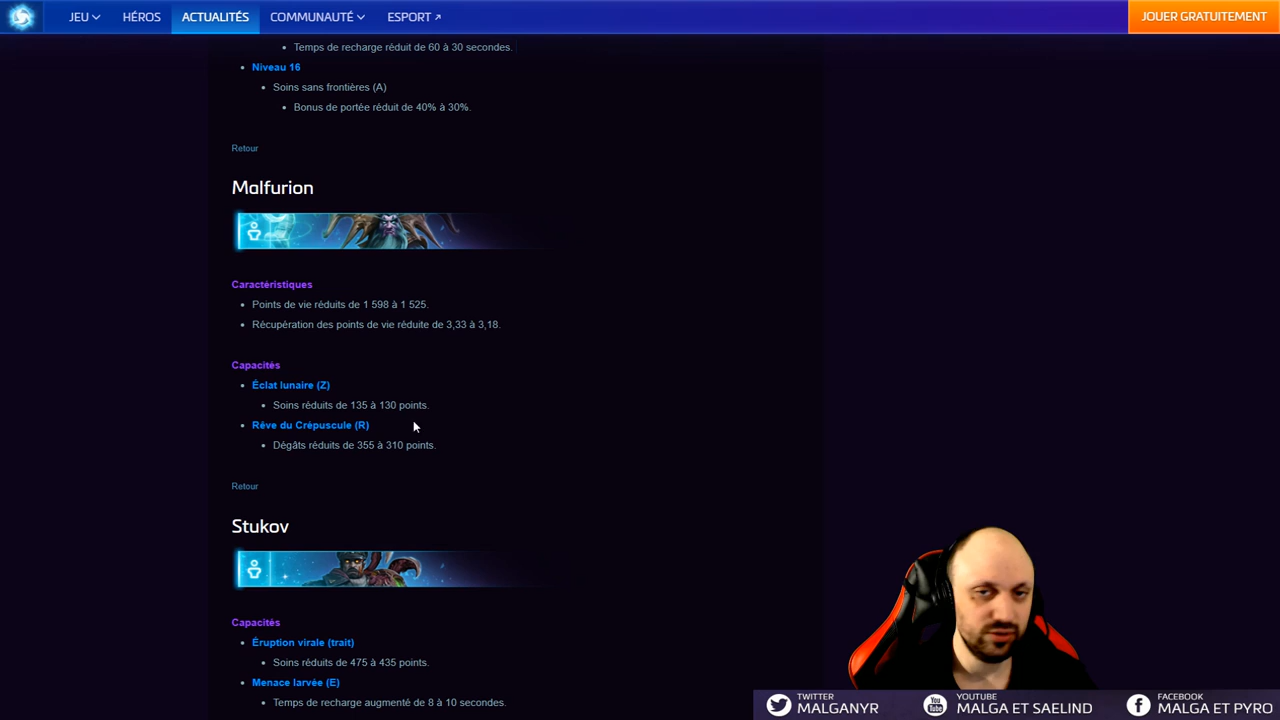 JEU
HÉROS
ACTUALITÉS
COMMUNAUTÉ
ESPORT
JOUER GRATUITEMENT
Temps de recharge réduit de 60 à 30 secondes.
Niveau 16
Soins sans frontières (A)
Bonus de portée réduit de 40% à 30%.
Retour
Malfurion
Caractéristiques
Points de vie réduits de 1 598 à 1 525.
Récupération des points de vie réduite de 3,33 à 3,18.
Capacités
Éclat lunaire (Z)
Soins réduits de 135 à 130 points.
Rêve du Crépuscule (R)
Dégâts réduits de 355 à 310 points.
Retour
Stukov
Capacités
Éruption virale (trait)
Soins réduits de 475 à 435 points.
Menace larvée (E)
Temps de recharge augmenté de 8 à 10 secondes.
TWITTER
MALGANYR
YOUTUBE
MALGA ET SAELIND
FACEBOOK
MALGA ET PYRO